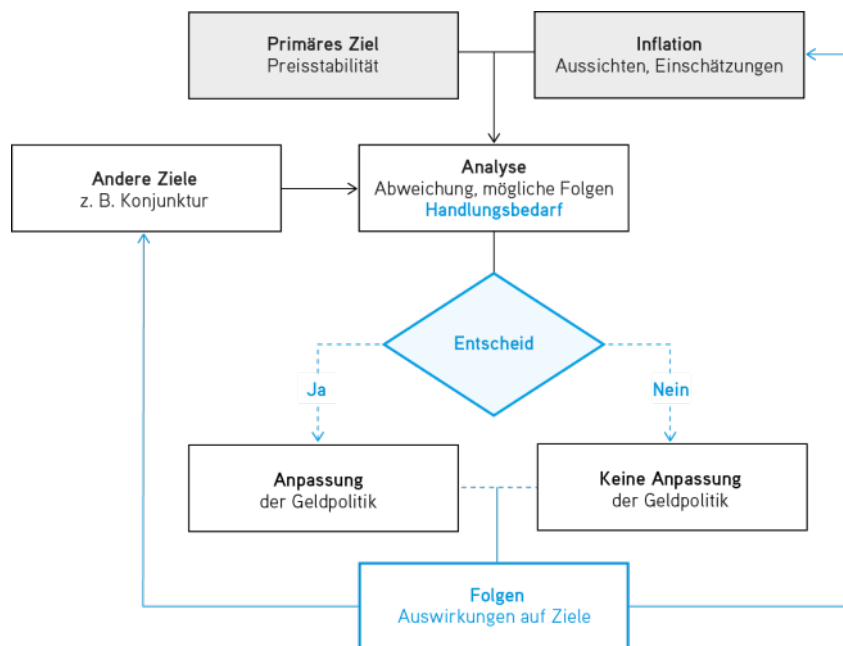 Primäres Ziel
Preisstabilität
Inflation
Aussichten, Einschätzungen
Andere Ziele
z. B. Konjunktur
Analyse
Abweichung, mögliche Folgen
Handlungsbedarf
Entscheid
Ja
Nein
Anpassung
der Geldpolitik
Keine Anpassung
der Geldpolitik
Folgen
Auswirkungen auf Ziele